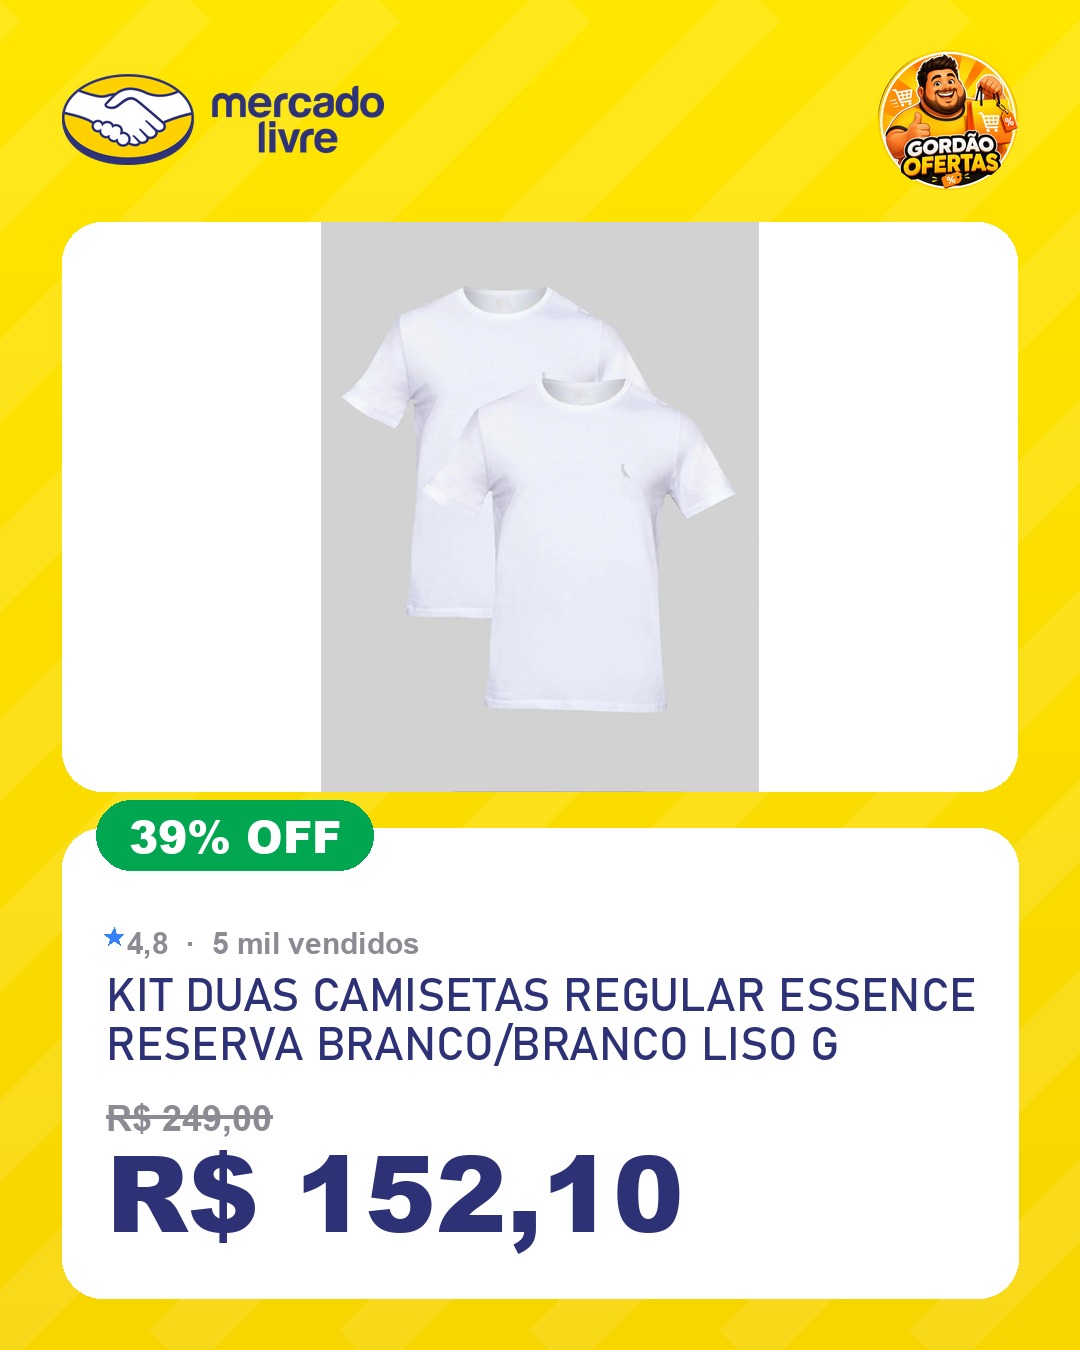 mercado
livre
GORDÃO
OFERTAS
%
%
39% OFF
4,8 · 5 mil vendidos
KIT DUAS CAMISETAS REGULAR ESSENCE
RESERVA BRANCO/BRANCO LISO G
R$ 249,00
R$ 152,10